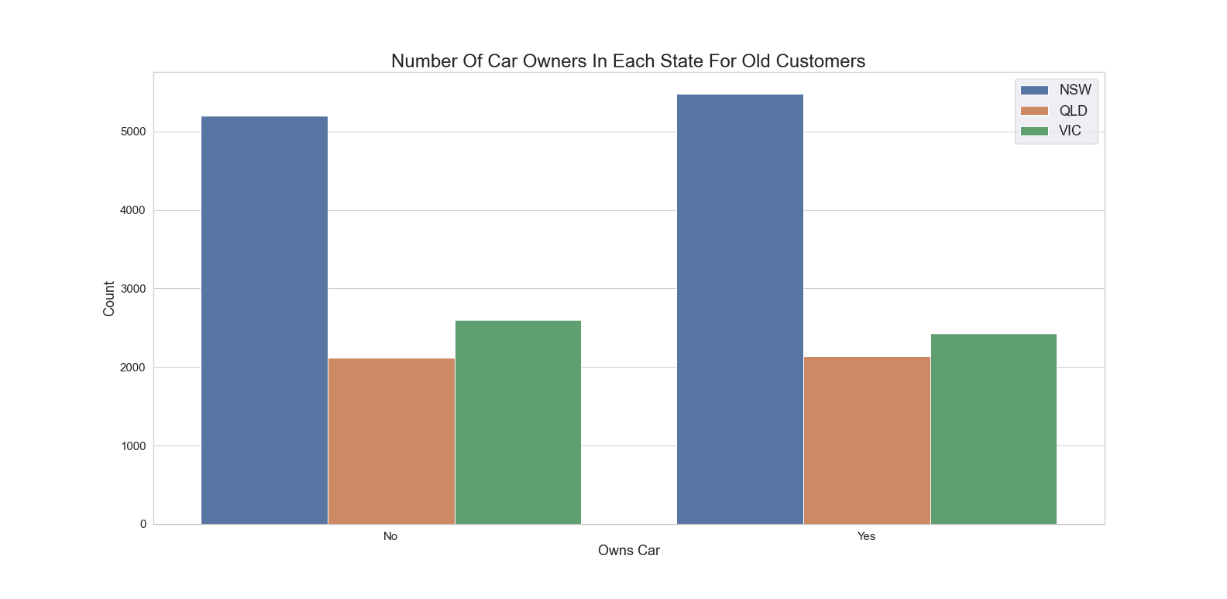 Number Of Car Owners In Each State For Old Customers
NSW
QLD
VIC
5000
4000
3000
2000
1000
0
Count
No
Yes
Owns Car